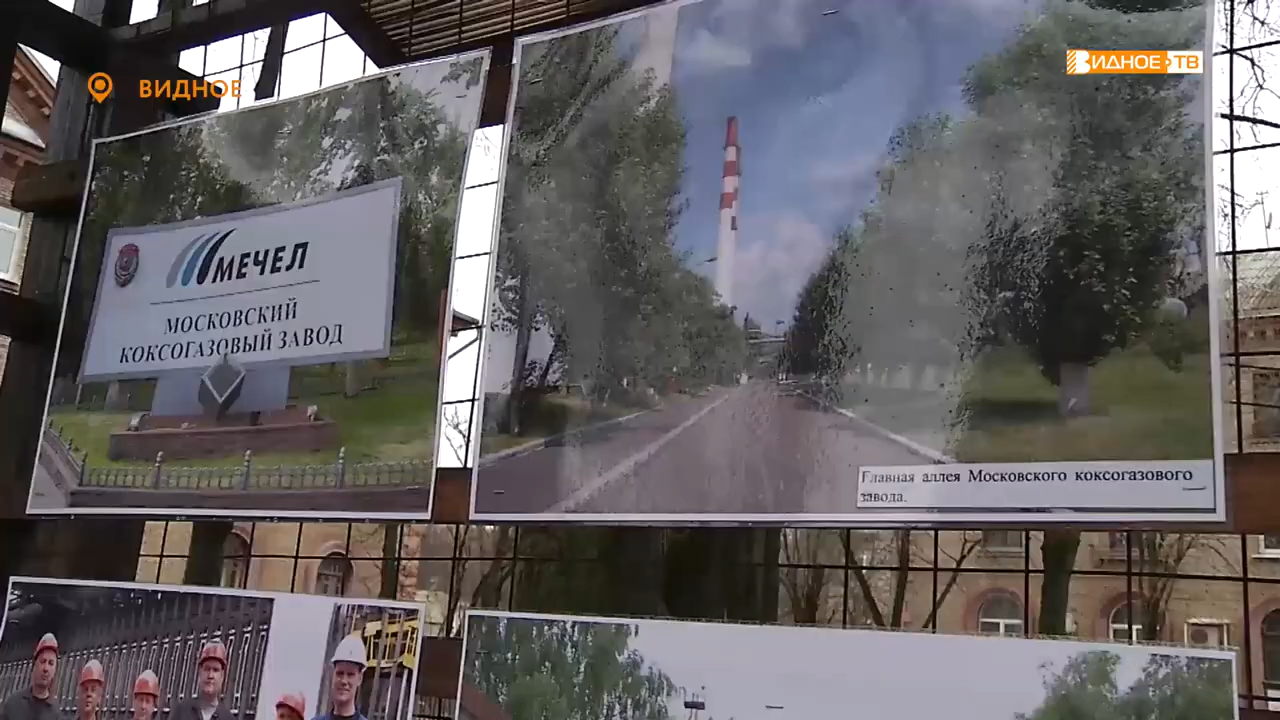 ВИДНОЕ
ВИДНОЕ ТВ
МЕЧЕЛ
МОСКОВСКИЙ
КОКСОГАЗОВЫЙ ЗАВОД
Главная аллея Московского коксогазового
завода.